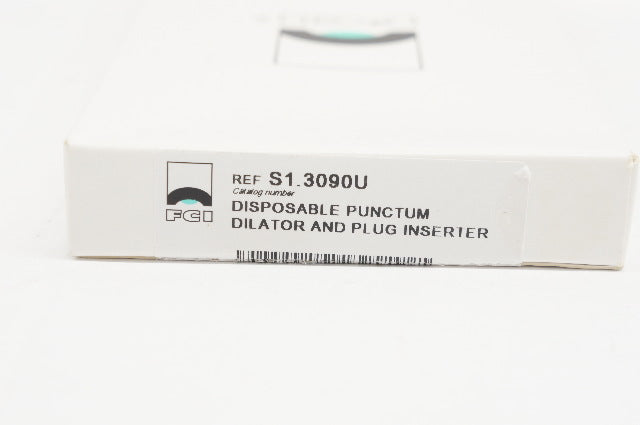 REF S1.3090U
Catalog number
FCI
DISPOSABLE PUNCTUM
DILATOR AND PLUG INSERTER